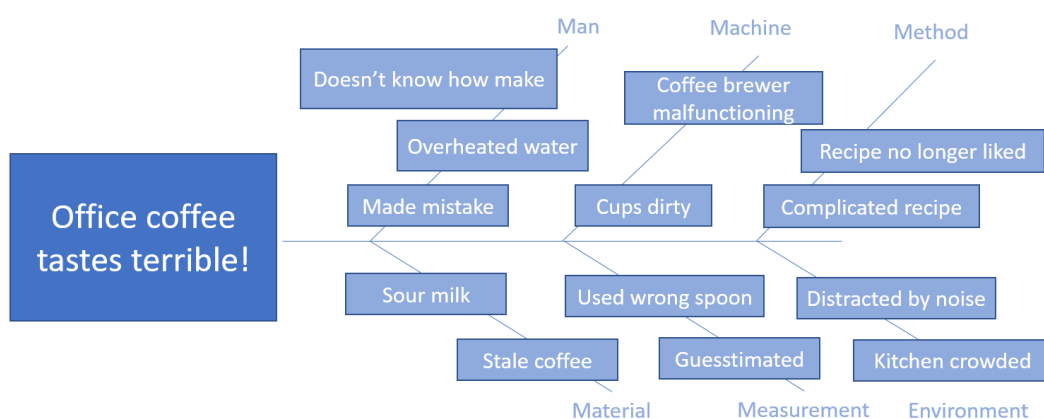 Man
Machine
Method
Doesn't know how make
Coffee brewer
malfunctioning
Overheated water
Recipe no longer liked
Made mistake
Cups dirty
Complicated recipe
Office coffee
tastes terrible!
Sour milk
Used wrong spoon
Distracted by noise
Stale coffee
Guesstimated
Kitchen crowded
Material
Measurement
Environment